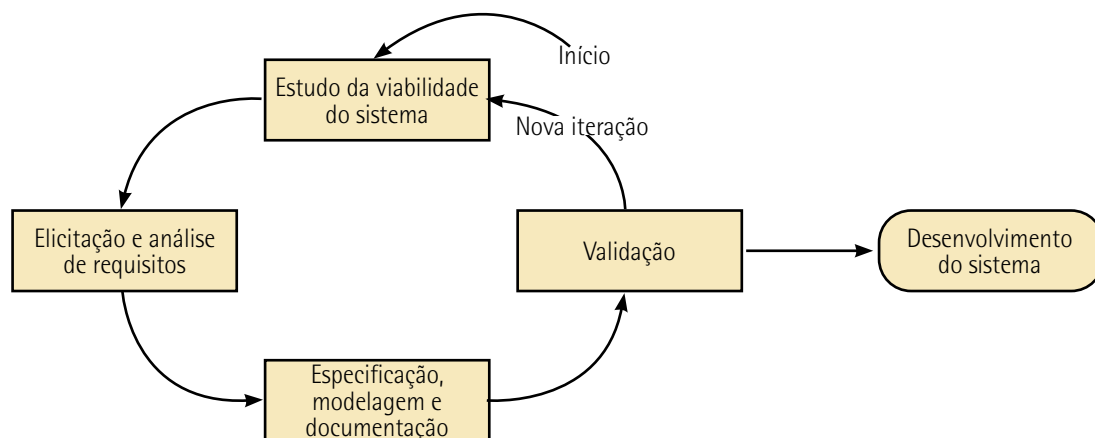 Início
Estudo da viabilidade
do sistema
Nova iteração
Elicitação e análise
de requisitos
Validação
Desenvolvimento
do sistema
Especificação,
modelagem e
documentação